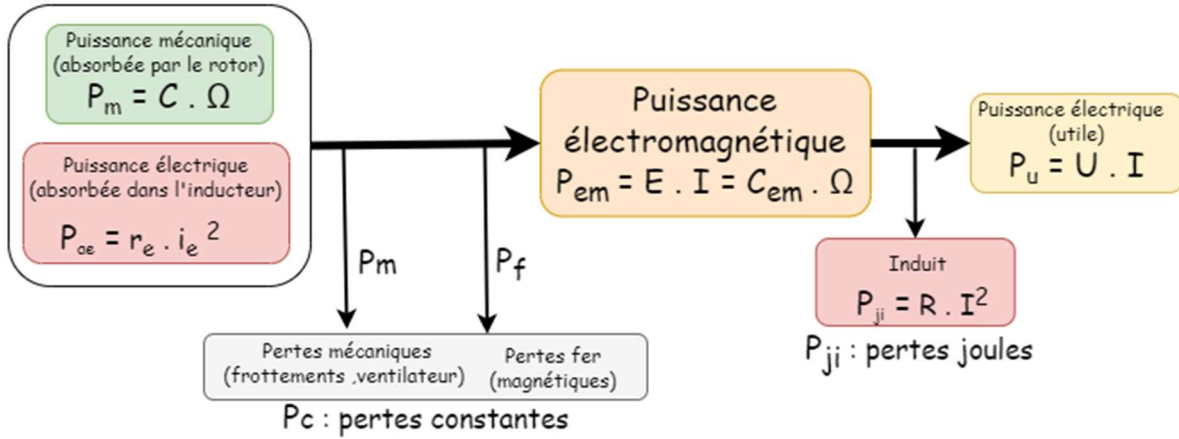 Puissance mécanique
(absorbée par le rotor)
Pm = C . Ω
Puissance électrique
(absorbée dans l'inducteur)
Pae = re . ie ²
Pm
Pf
Pertes mécaniques
(frottements ,ventilateur)
Pertes fer
(magnétiques)
Pc : pertes constantes
Puissance
électromagnétique
Pem = E . I = Cem . Ω
Puissance électrique
(utile)
Pu = U . I
Induit
Pji = R . I²
Pji : pertes joules